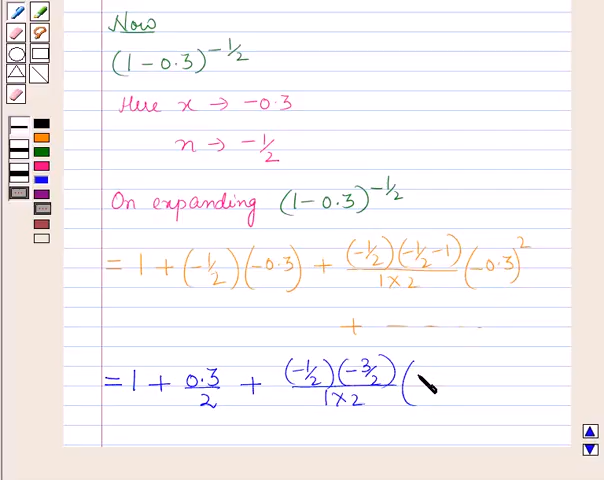 Now
(1 - 0.3)^-1/2
Here x → -0.3
n → -1/2
On expanding (1 - 0.3)^-1/2
= 1 + (-1/2)(-0.3) + (-1/2)(-1/2-1)/1×2 (-0.3)^2
+ - - - -
= 1 + 0.3/2 + (-1/2)(-3/2)/1×2 (